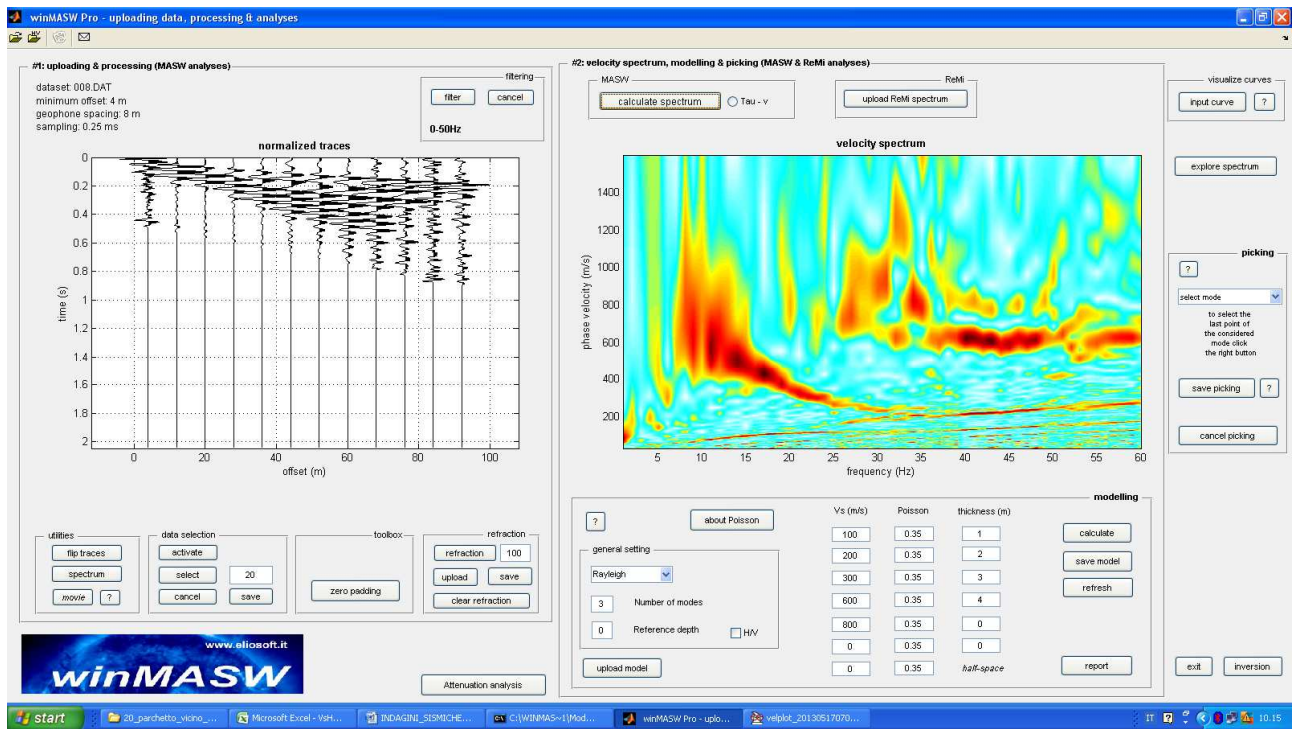 winMASW Pro - uploading data, processing & analyses
#1: uploading & processing (MASW analyses)
dataset: 008.DAT
minimum offset: 4 m
geophone spacing: 8 m
sampling: 0.25 ms
filtering
filter
cancel
0-50Hz
normalized traces
0
0.2
0.4
0.6
0.8
1
1.2
1.4
1.6
1.8
2
time (s)
0
20
40
60
80
100
offset (m)
utilities
flip traces
spectrum
movie
?
data selection
activate
select
20
cancel
save
toolbox
zero padding
refraction
refraction
100
upload
save
clear refraction
www.eliosoft.it
winMASW
Attenuation analysis
#2: velocity spectrum, modelling & picking (MASW & ReMi analyses)
MASW
calculate spectrum
Tau - v
ReMi
upload ReMi spectrum
velocity spectrum
1400
1200
1000
800
600
400
200
phase velocity (m/s)
5
10
15
20
25
30
35
40
45
50
55
60
frequency (Hz)
modelling
?
about Poisson
general setting
Rayleigh
3
Number of modes
0
Reference depth
H/V
upload model
Vs (m/s)
Poisson
thickness (m)
100
0.35
1
200
0.35
2
300
0.35
3
600
0.35
4
800
0.35
0
0
0.35
0
0
0.35
half-space
calculate
save model
refresh
report
visualize curves
input curve
?
explore spectrum
picking
?
select mode
to select the
last point of
the considered
mode click
the right button
save picking
?
cancel picking
exit
inversion
start
20_parchetto_vicino_...
Microsoft Excel - VsH...
INDAGINI_SISMICHE...
C:\WINMAS~1\Mod...
winMASW Pro - uplo...
velplot_20130517070...
IT
?
10.15